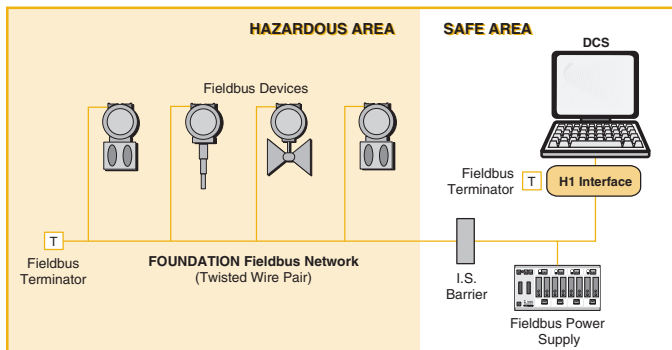 HAZARDOUS AREA
SAFE AREA
DCS
Fieldbus Devices
Fieldbus
Terminator
T
H1 Interface
T
Fieldbus
Terminator
FOUNDATION Fieldbus Network
(Twisted Wire Pair)
I.S.
Barrier
Fieldbus Power
Supply